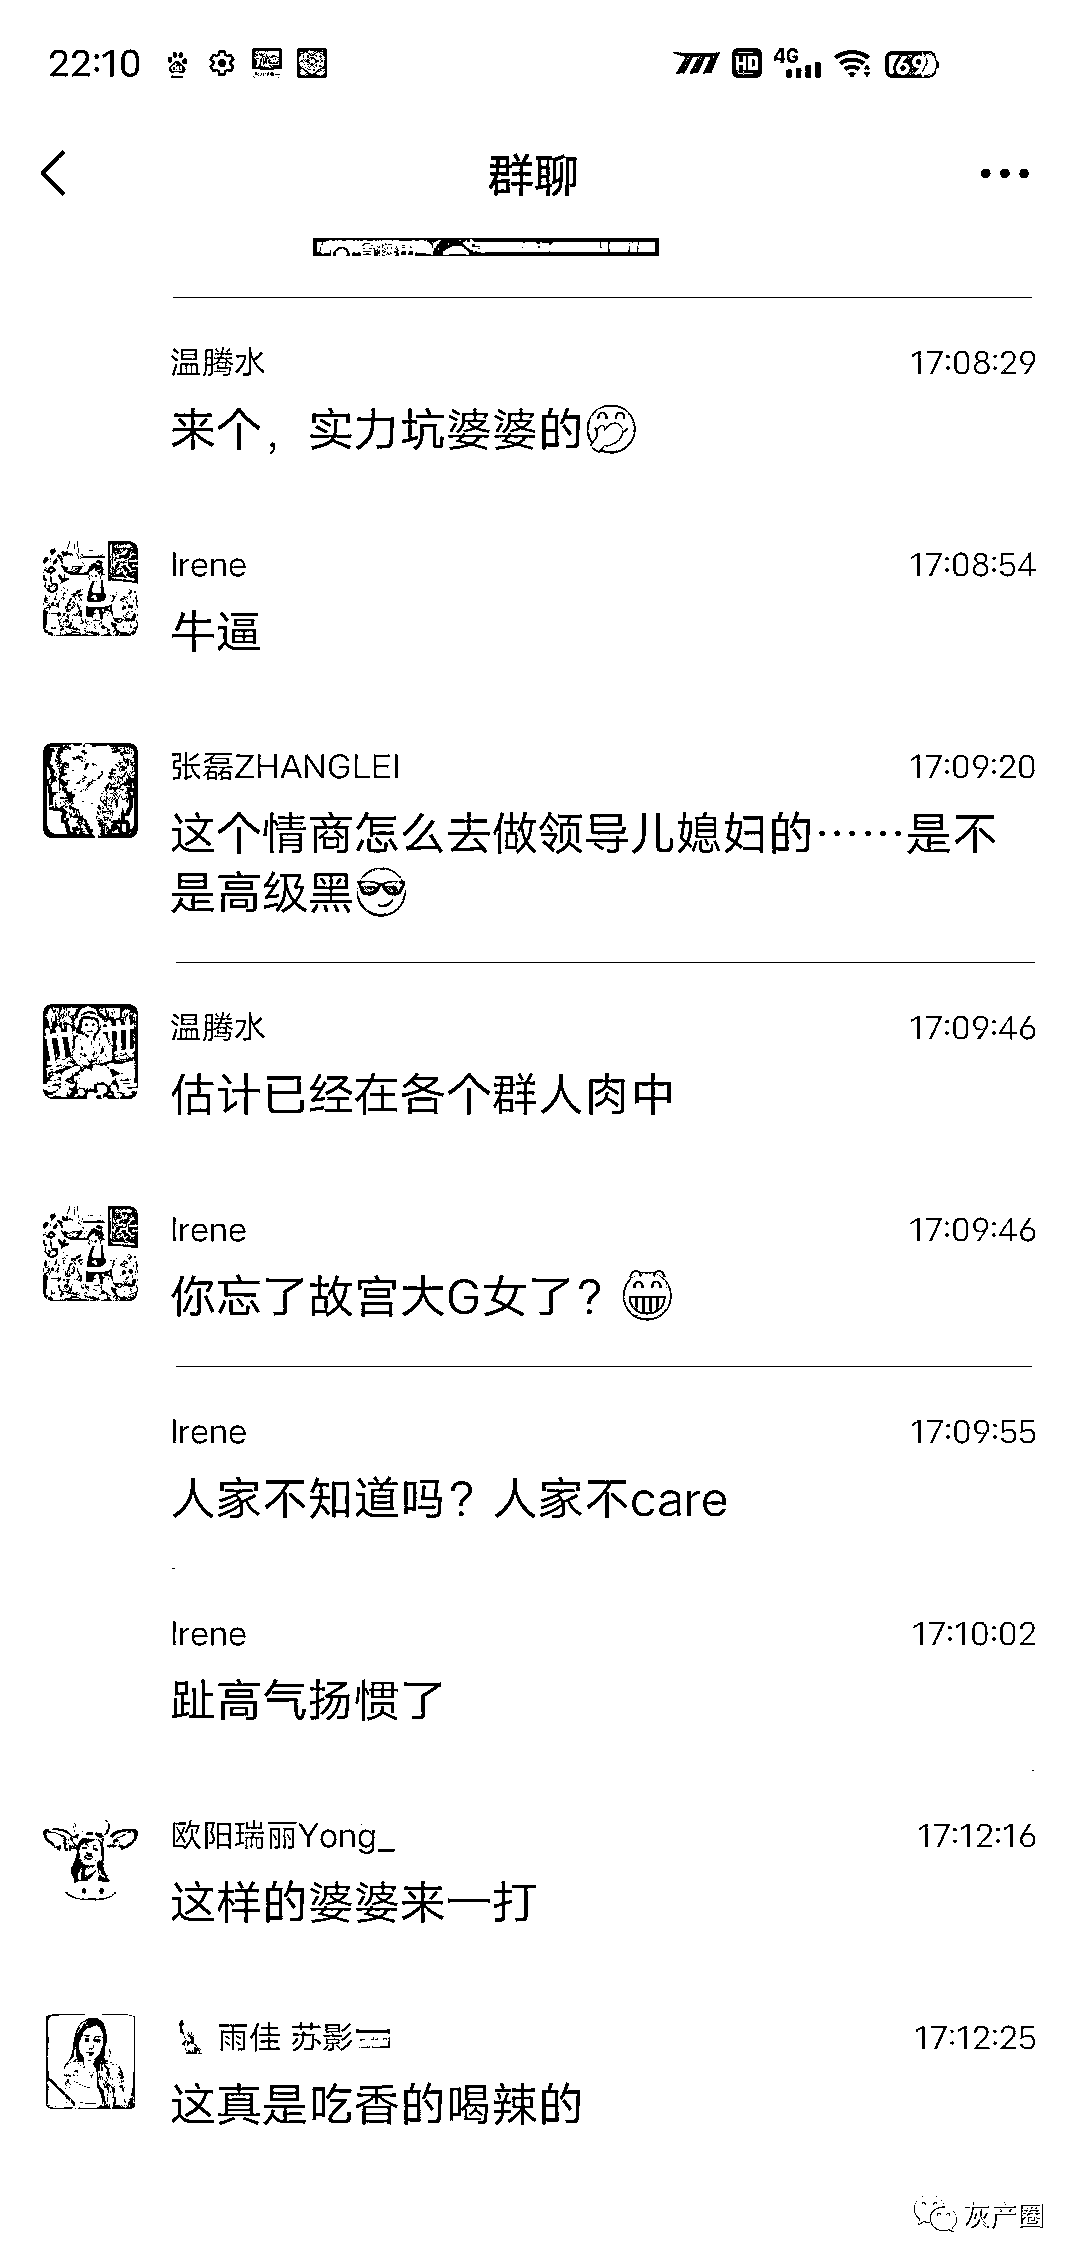 22:10 HD 4G 69
群聊
温腾水 17:08:29
来个，实力坑婆婆的🤭
Irene 17:08:54
牛逼
张磊ZHANGLEI 17:09:20
这个情商怎么去做领导儿媳妇的……是不
是高级黑😎
温腾水 17:09:46
估计已经在各个群人肉中
Irene 17:09:46
你忘了故宫大G女了？
Irene 17:09:55
人家不知道吗？人家不care
Irene 17:10:02
趾高气扬惯了
欧阳瑞丽Yong_ 17:12:16
这样的婆婆来一打
🗽 雨佳 苏影 17:12:25
这真是吃香的喝辣的
灰产圈